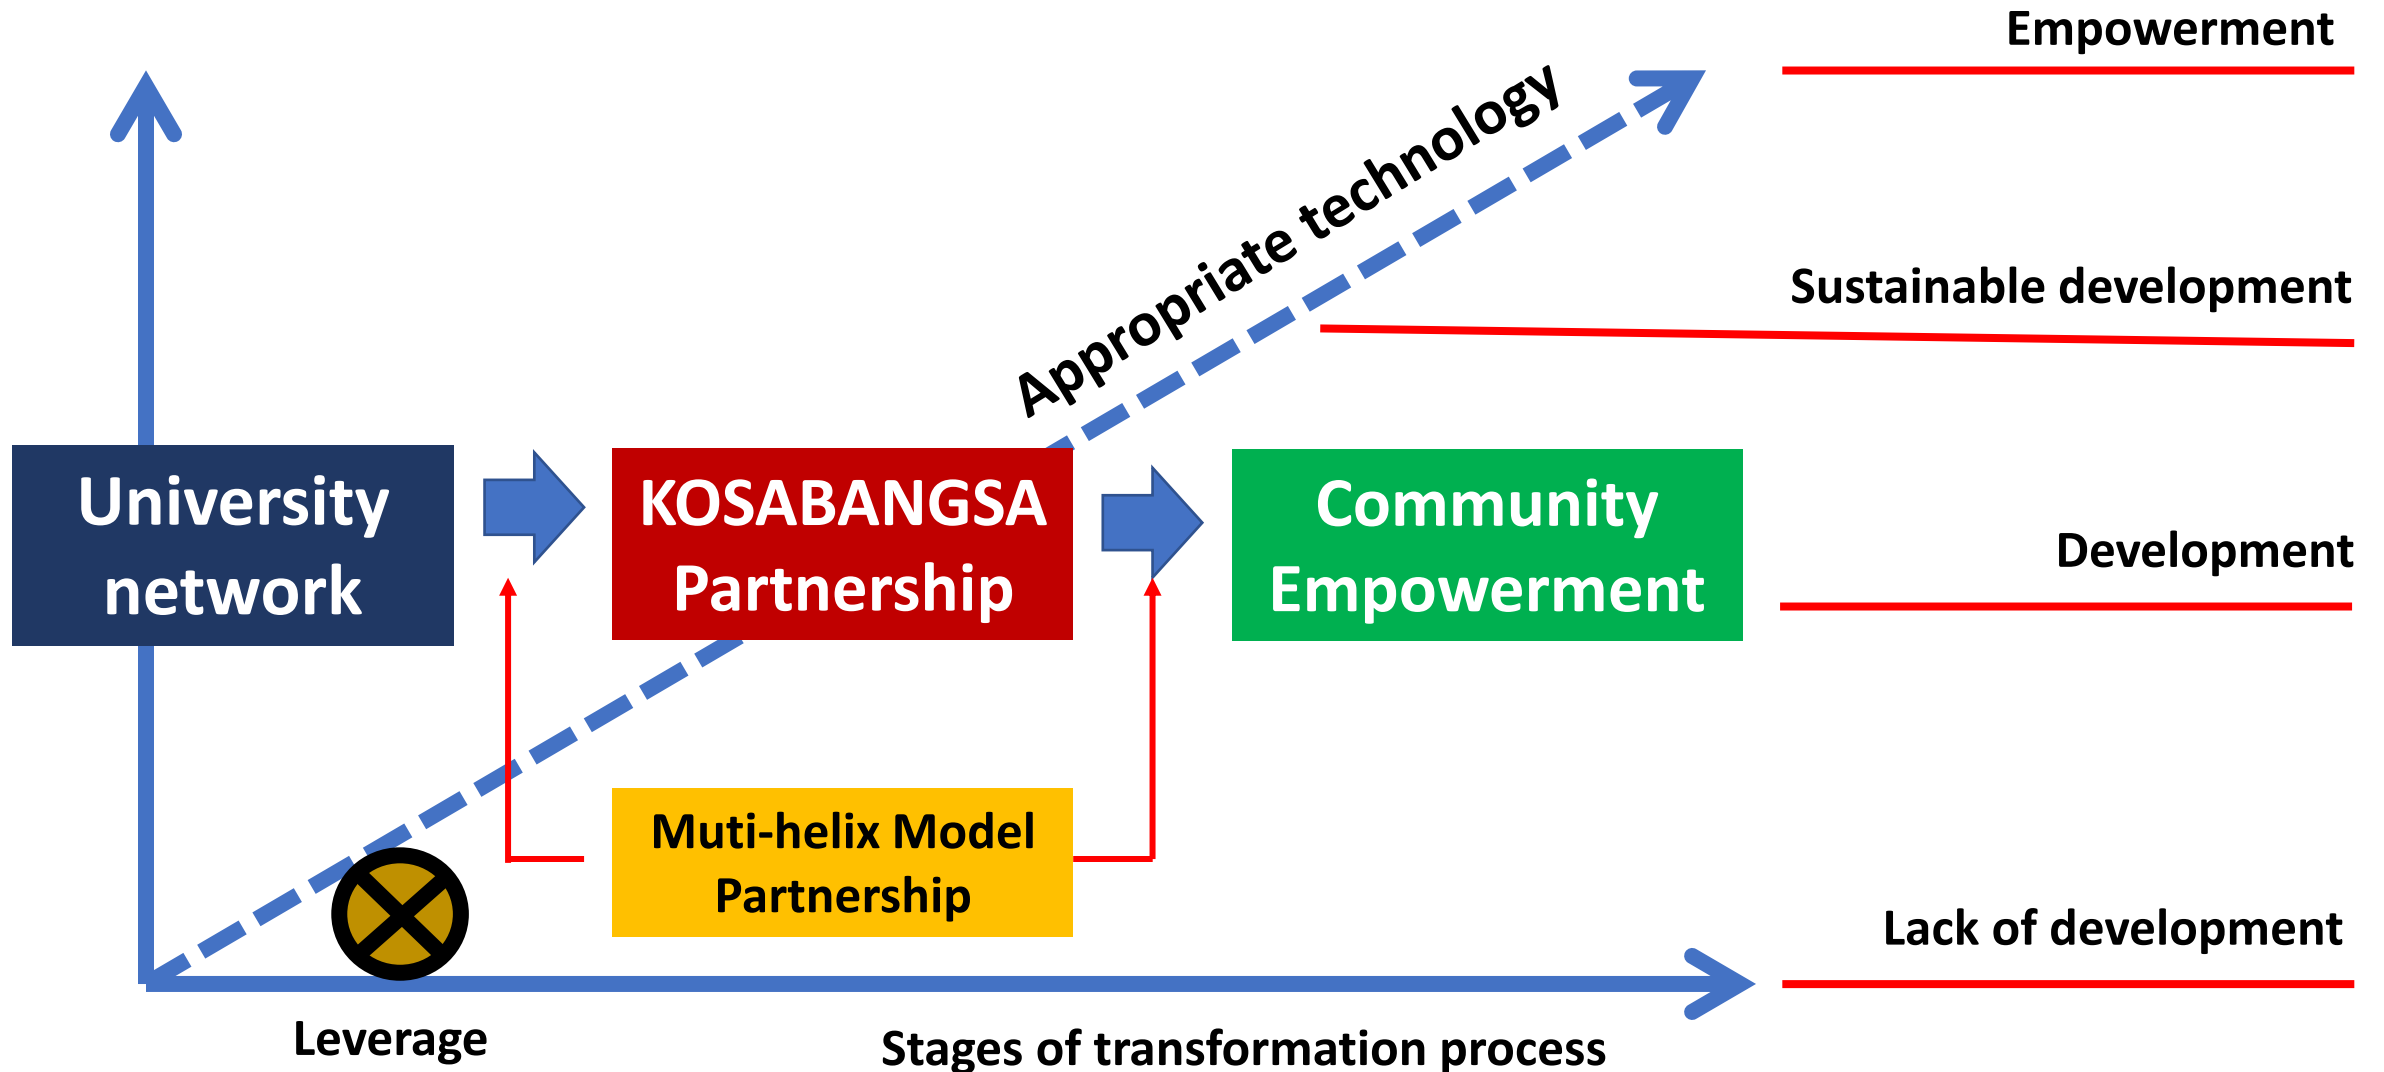 Empowerment
Appropriate technology
Sustainable development
University
network
KOSABANGSA
Partnership
Community
Empowerment
Development
Muti-helix Model
Partnership
Lack of development
Leverage
Stages of transformation process